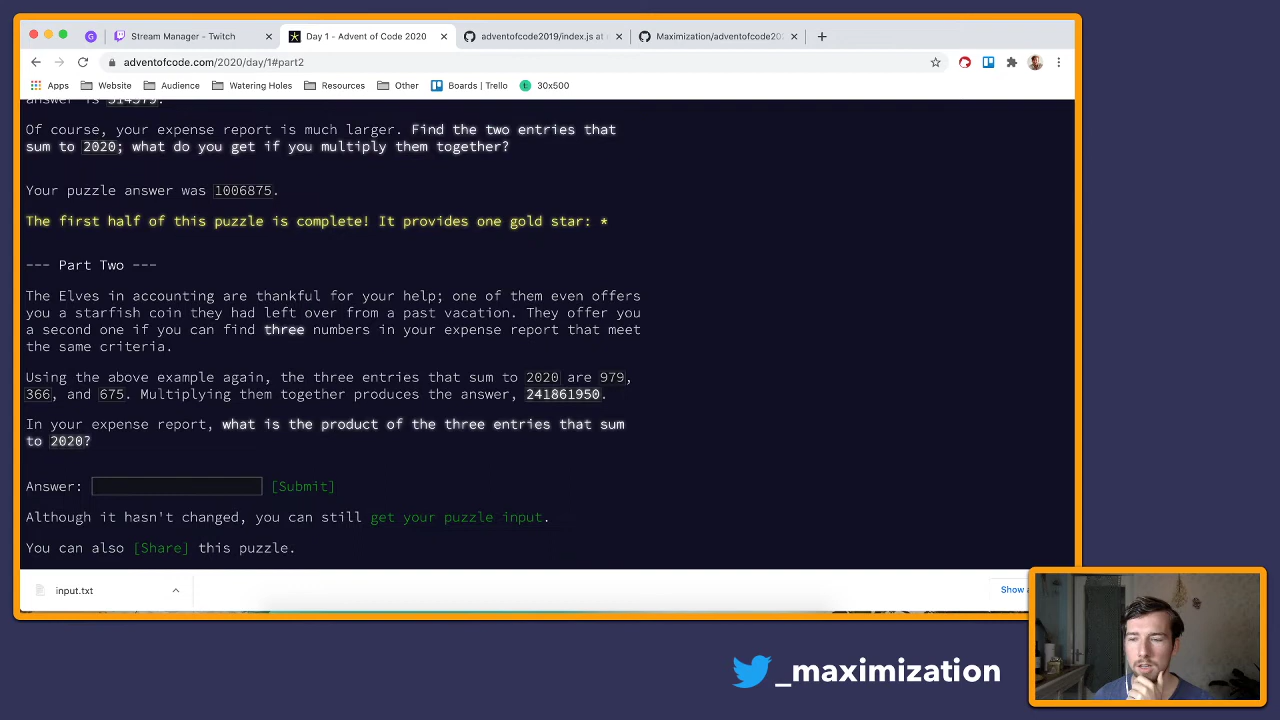 Stream Manager - Twitch
Day 1 - Advent of Code 2020
adventofcode2019/index.js at
Maximization/adventofcode202
adventofcode.com/2020/day/1#part2
Apps
Website
Audience
Watering Holes
Resources
Other
Boards | Trello
30x500
answer is 514579.
Of course, your expense report is much larger. Find the two entries that
sum to 2020; what do you get if you multiply them together?
Your puzzle answer was 1006875.
The first half of this puzzle is complete! It provides one gold star: *
--- Part Two ---
The Elves in accounting are thankful for your help; one of them even offers
you a starfish coin they had left over from a past vacation. They offer you
a second one if you can find three numbers in your expense report that meet
the same criteria.
Using the above example again, the three entries that sum to 2020 are 979,
366, and 675. Multiplying them together produces the answer, 241861950.
In your expense report, what is the product of the three entries that sum
to 2020?
Answer: [Submit]
Although it hasn't changed, you can still get your puzzle input.
You can also [Share] this puzzle.
input.txt
Show
_maximization